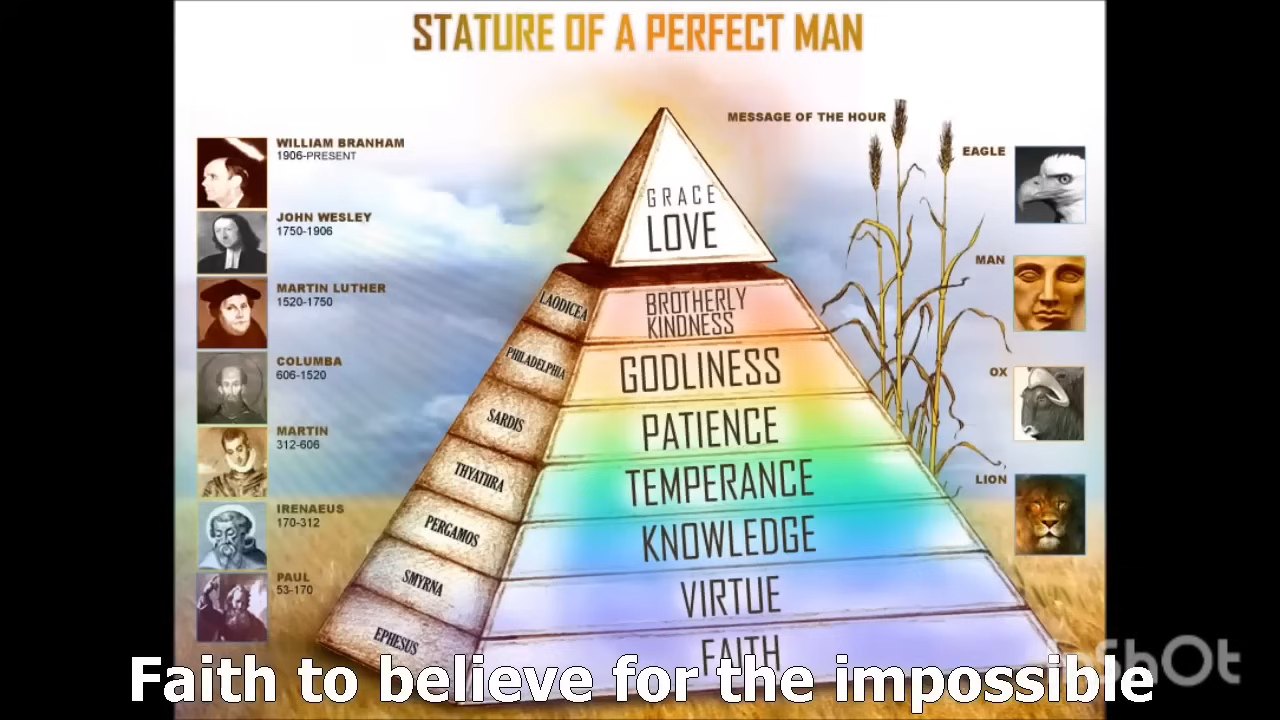 STATURE OF A PERFECT MAN
MESSAGE OF THE HOUR
WILLIAM BRANHAM
1906-PRESENT
JOHN WESLEY
1750-1906
MARTIN LUTHER
1520-1750
COLUMBA
606-1520
MARTIN
312-606
IRENAEUS
170-312
PAUL
53-170
GRACE
LOVE
BROTHERLY
KINDNESS
GODLINESS
PATIENCE
TEMPERANCE
KNOWLEDGE
VIRTUE
FAITH
LAODICEA
PHILADELPHIA
SARDIS
THYATIRA
PERGAMOS
SMYRNA
EPHESUS
EAGLE
MAN
OX
LION
Faith to believe for the impossible